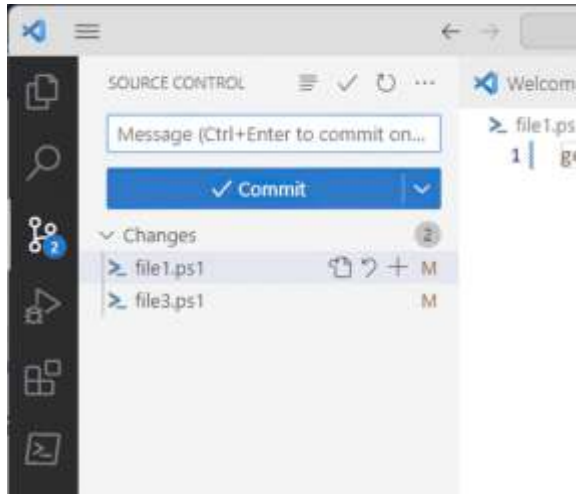 SOURCE CONTROL
Welcom
Message (Ctrl+Enter to commit on...
file1.ps
1 ge
Commit
Changes 2
file1.ps1 M
2
file3.ps1 M